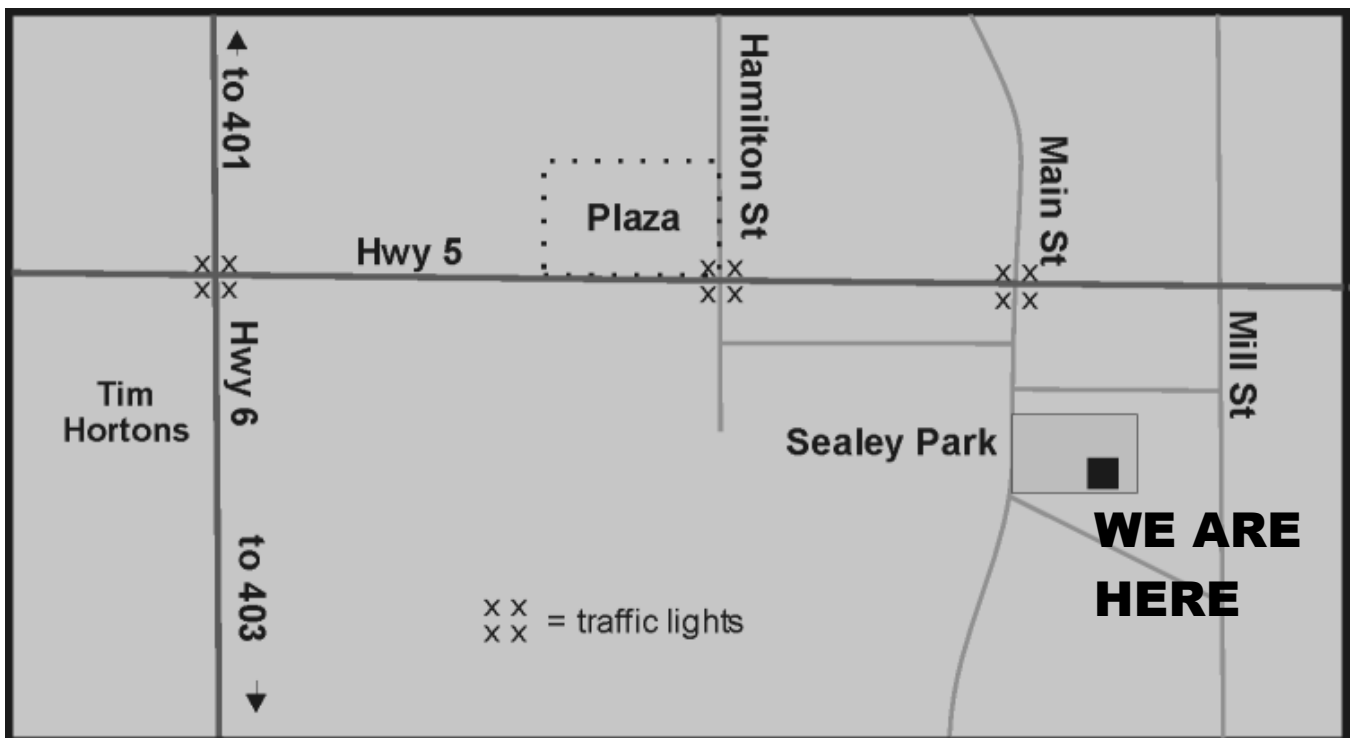 to 401
Hamilton St
Main St
Plaza
Hwy 5
x x
x x
x x
x x
x x
x x
Hwy 6
Mill St
Tim
Hortons
Sealey Park
WE ARE
HERE
to 403
x x
x x = traffic lights